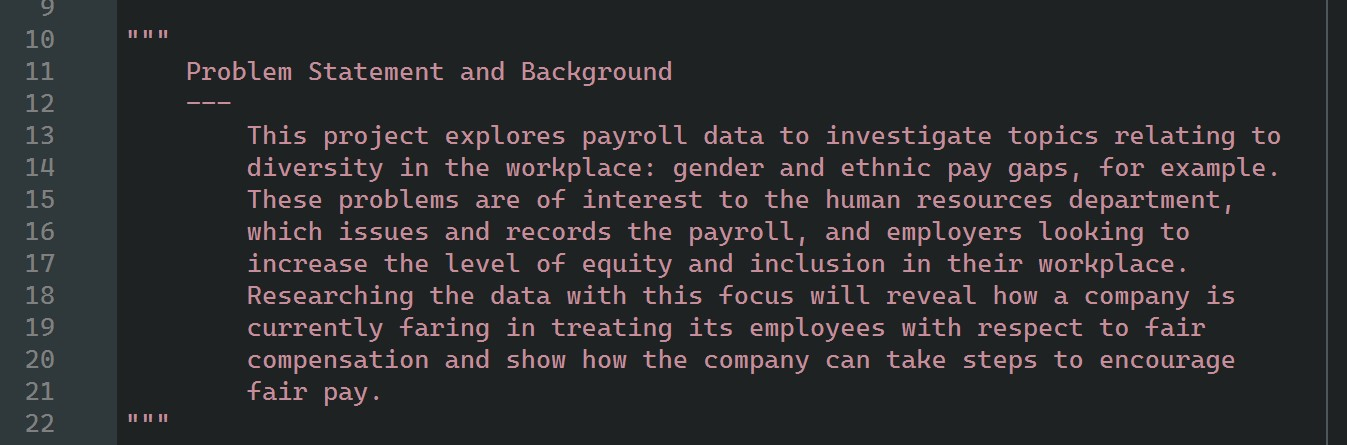 9
10 """
11 Problem Statement and Background
12 ---
13 This project explores payroll data to investigate topics relating to
14 diversity in the workplace: gender and ethnic pay gaps, for example.
15 These problems are of interest to the human resources department,
16 which issues and records the payroll, and employers looking to
17 increase the level of equity and inclusion in their workplace.
18 Researching the data with this focus will reveal how a company is
19 currently faring in treating its employees with respect to fair
20 compensation and show how the company can take steps to encourage
21 fair pay.
22 """